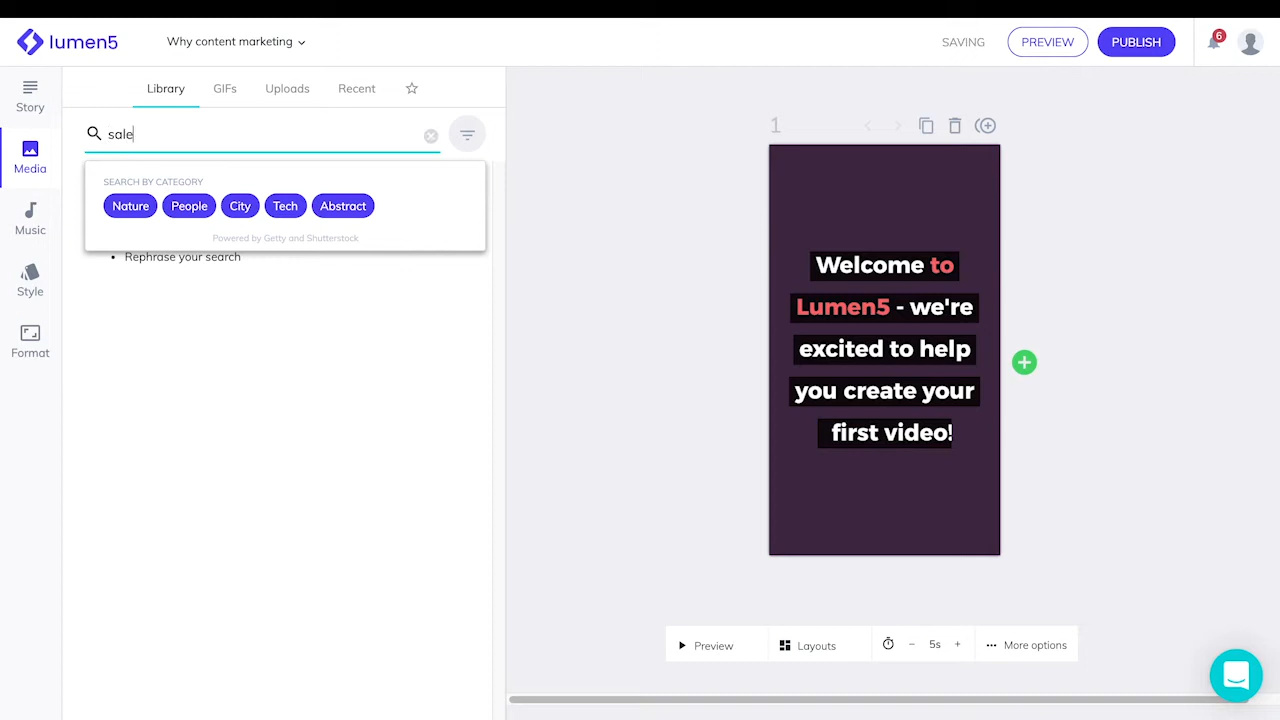 lumen5
Why content marketing
SAVING
PREVIEW
PUBLISH
6
Story
Media
Music
Style
Format
Library
GIFs
Uploads
Recent
sale
SEARCH BY CATEGORY
Nature
People
City
Tech
Abstract
Powered by Getty and Shutterstock
• Rephrase your search
1
Welcome to
Lumen5 - we're
excited to help
you create your
first video!
Preview
Layouts
− 5s +
More options